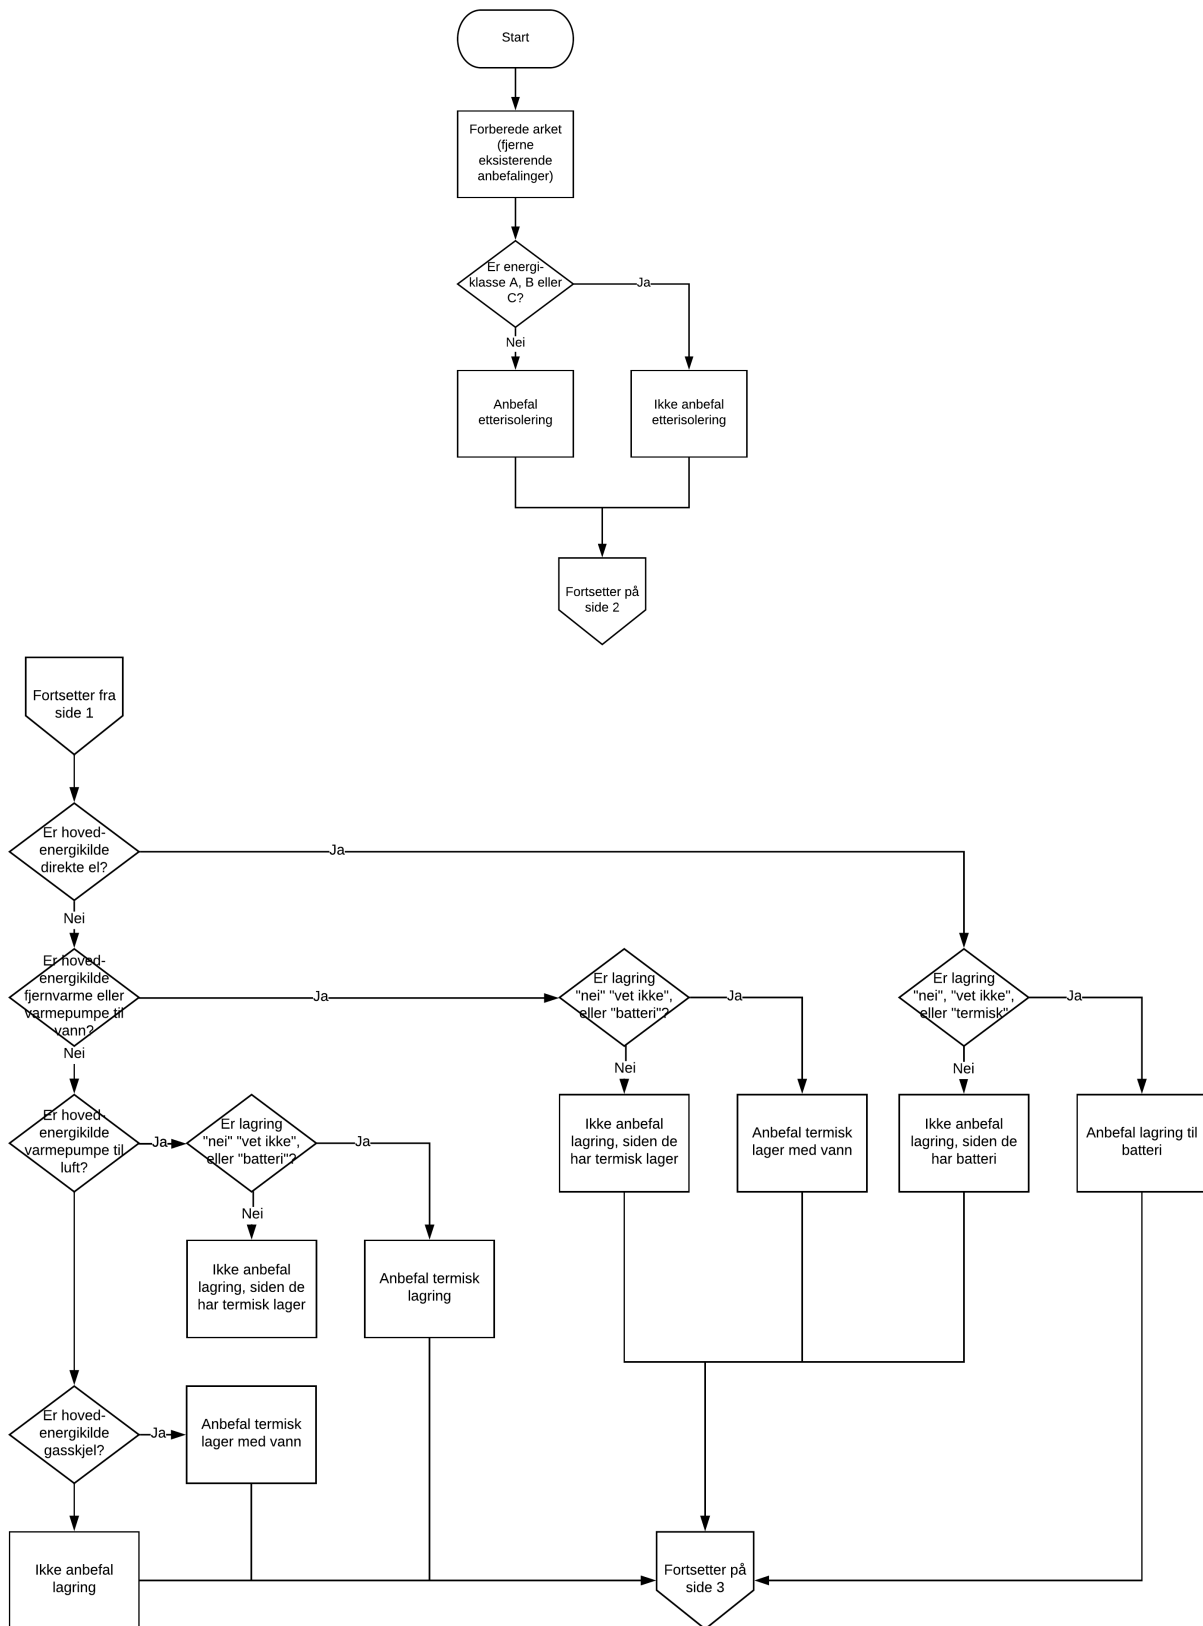 Start
Forberede arket
(fjerne
eksisterende
anbefalinger)
Er energi-
klasse A, B eller
C?
Ja
Nei
Anbefal
etterisolering
Ikke anbefal
etterisolering
Fortsetter på
side 2
Fortsetter fra
side 1
Er hoved-
energikilde
direkte el?
Ja
Nei
Er hoved-
energikilde
fjernvarme eller
varmepumpe til
vann?
Ja
Er lagring
"nei" "vet ikke",
eller "batteri"?
Ja
Er lagring
"nei", "vet ikke",
eller "termisk"
Ja
Nei
Nei
Nei
Er hoved-
energikilde
varmepumpe til
luft?
Ja
Er lagring
"nei" "vet ikke",
eller "batteri"?
Ja
Ikke anbefal
lagring, siden de
har termisk lager
Anbefal termisk
lager med vann
Ikke anbefal
lagring, siden de
har batteri
Anbefal lagring til
batteri
Nei
Ikke anbefal
lagring, siden de
har termisk lager
Anbefal termisk
lagring
Er hoved-
energikilde
gasskjel?
Ja
Anbefal termisk
lager med vann
Ikke anbefal
lagring
Fortsetter på
side 3